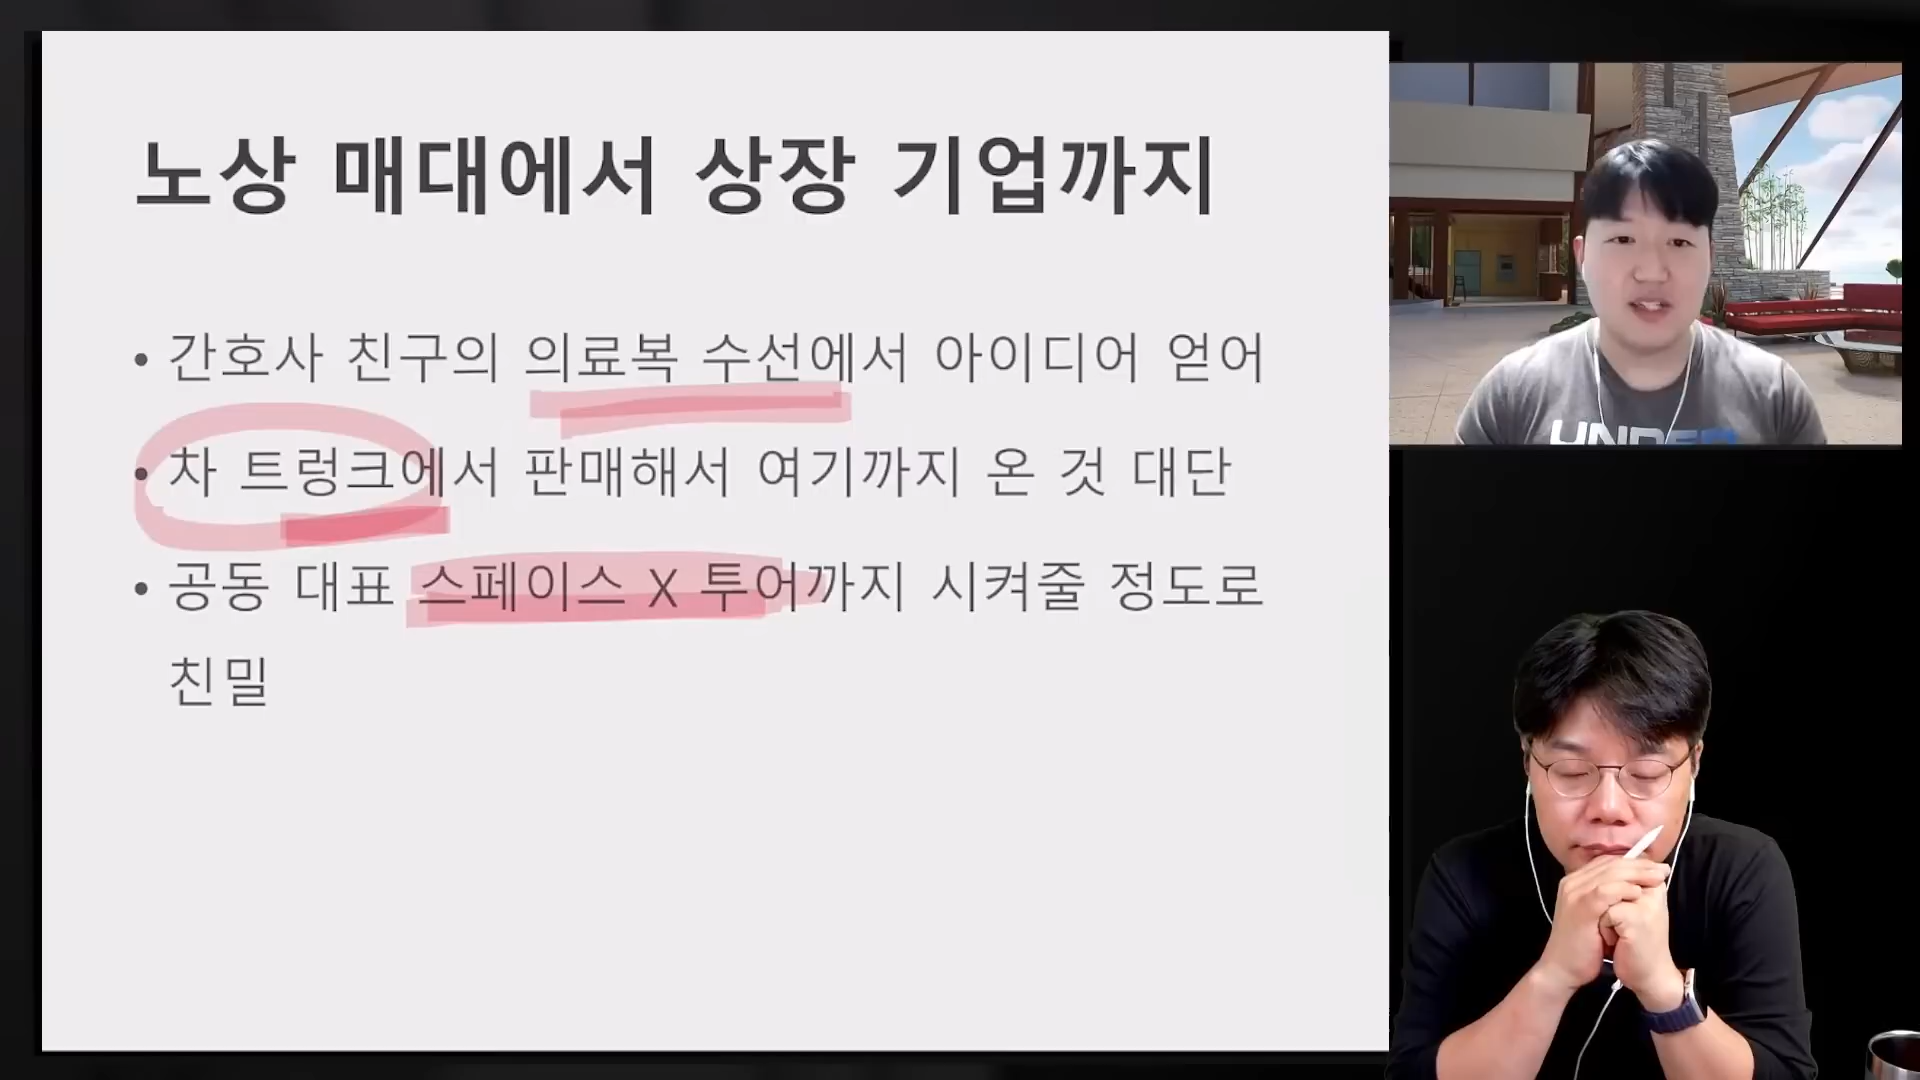 노상 매대에서 상장 기업까지
• 간호사 친구의 의료복 수선에서 아이디어 얻어
• 차 트렁크에서 판매해서 여기까지 온 것 대단
• 공동 대표 스페이스 X 투어까지 시켜줄 정도로
친밀